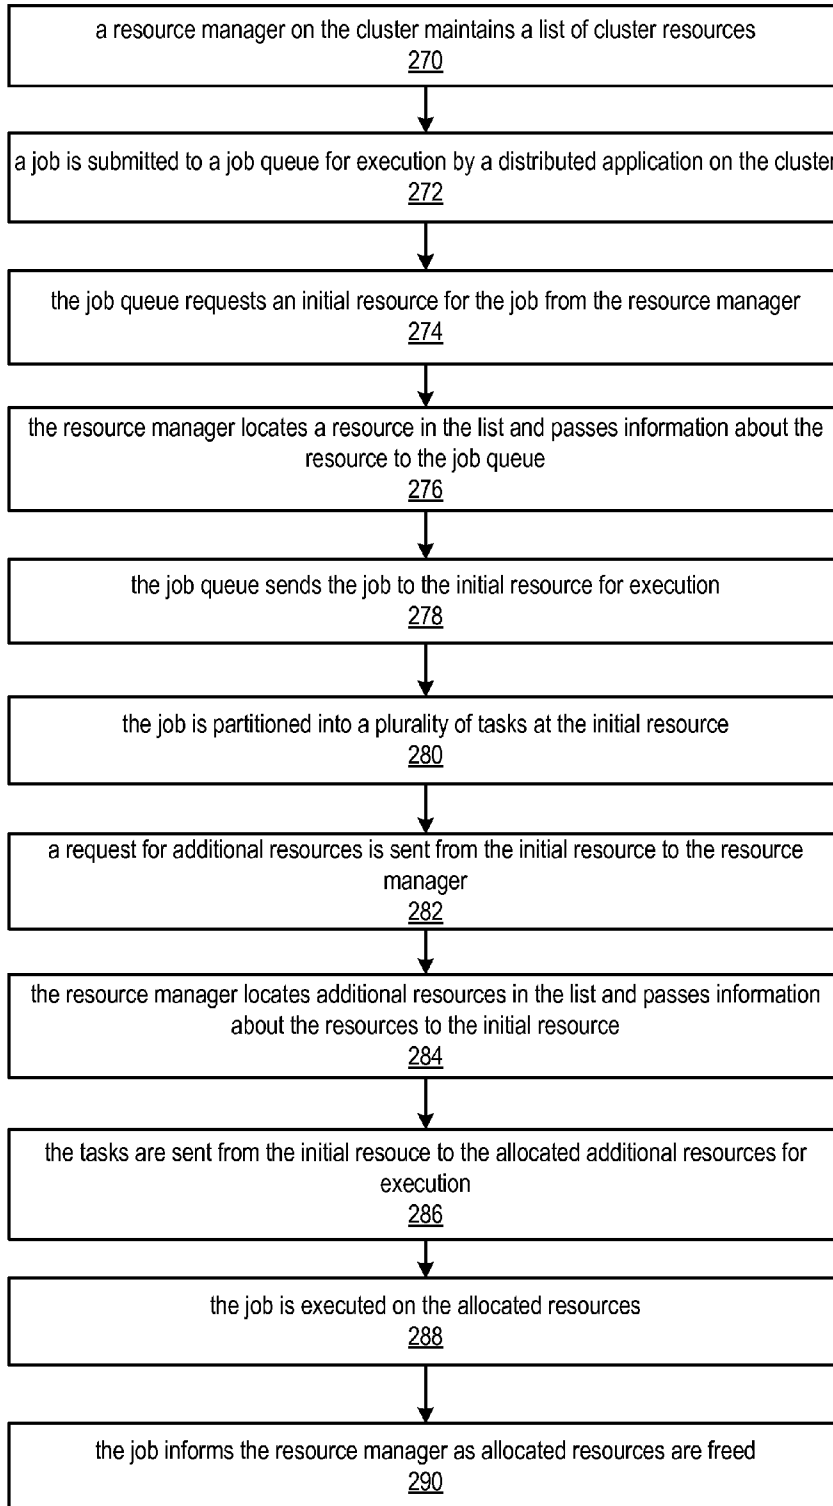 a resource manager on the cluster maintains a list of cluster resources
270
a job is submitted to a job queue for execution by a distributed application on the cluster
272
the job queue requests an initial resource for the job from the resource manager
274
the resource manager locates a resource in the list and passes information about the
resource to the job queue
276
the job queue sends the job to the initial resource for execution
278
the job is partitioned into a plurality of tasks at the initial resource
280
a request for additional resources is sent from the initial resource to the resource
manager
282
the resource manager locates additional resources in the list and passes information
about the resources to the initial resource
284
the tasks are sent from the initial resouce to the allocated additional resources for
execution
286
the job is executed on the allocated resources
288
the job informs the resource manager as allocated resources are freed
290